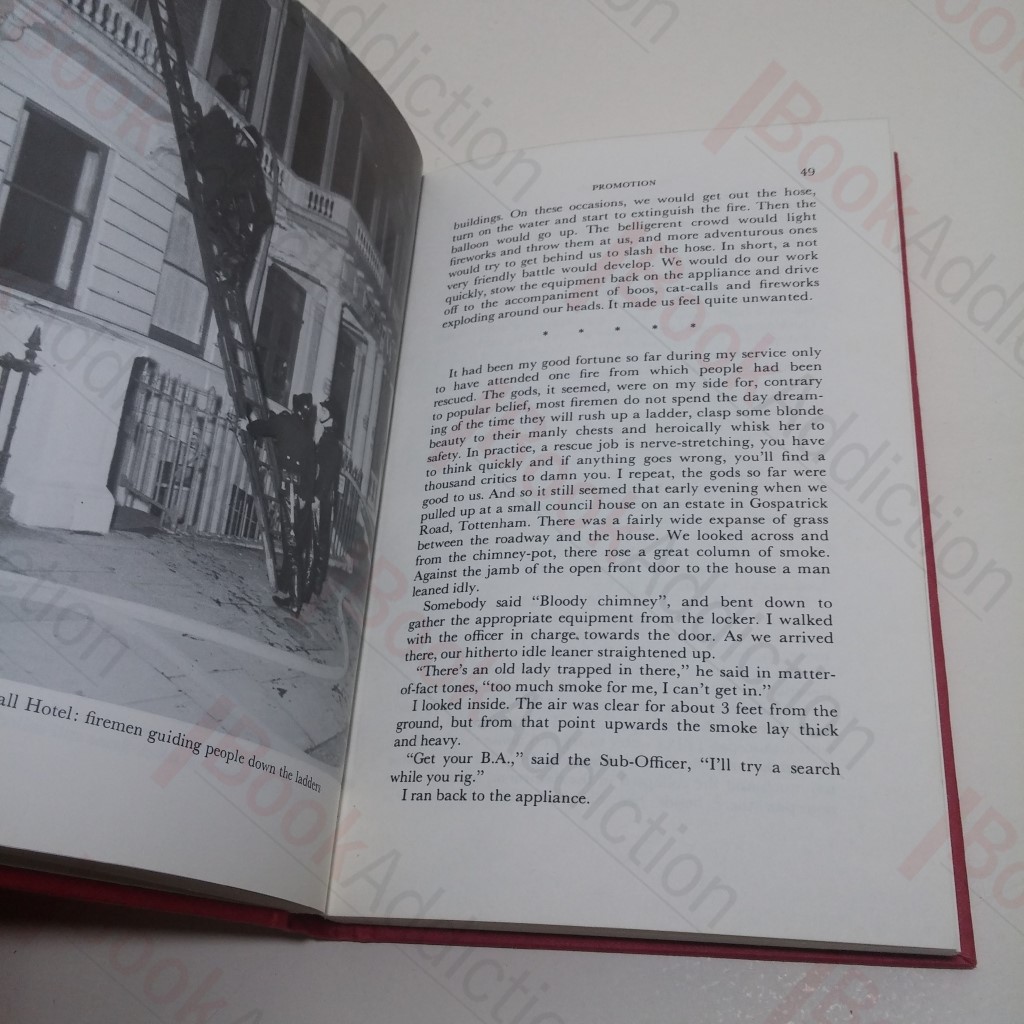 all Hotel: firemen guiding people down the ladders
PROMOTION
49
buildings. On these occasions, we would get out the hose,
turn on the water and start to extinguish the fire. Then the
balloon would go up. The belligerent crowd would light
fireworks and throw them at us, and more adventurous ones
would try to get behind us to slash the hose. In short, a not
very friendly battle would develop. We would do our work
quickly, stow the equipment back on the appliance and drive
off to the accompaniment of boos, cat-calls and fireworks
exploding around our heads. It made us feel quite unwanted.
* * * * *
It had been my good fortune so far during my service only
to have attended one fire from which people had been
rescued. The gods, it seemed, were on my side for, contrary
to popular belief, most firemen do not spend the day dream-
ing of the time they will rush up a ladder, clasp some blonde
beauty to their manly chests and heroically whisk her to
safety. In practice, a rescue job is nerve-stretching, you have
to think quickly and if anything goes wrong, you'll find a
thousand critics to damn you. I repeat, the gods so far were
good to us. And so it still seemed that early evening when we
pulled up at a small council house on an estate in Gospatrick
Road, Tottenham. There was a fairly wide expanse of grass
between the roadway and the house. We looked across and
from the chimney-pot, there rose a great column of smoke.
Against the jamb of the open front door to the house a man
leaned idly.
Somebody said "Bloody chimney", and bent down to
gather the appropriate equipment from the locker. I walked
with the officer in charge. towards the door. As we arrived
there, our hitherto idle leaner straightened up.
"There's an old lady trapped in there," he said in matter-
of-fact tones, "too much smoke for me, I can't get in."
I looked inside. The air was clear for about 3 feet from the
ground, but from that point upwards the smoke lay thick
and heavy.
"Get your B.A.," said the Sub-Officer, "I'll try a search
while you rig."
I ran back to the appliance.
BookAddiction